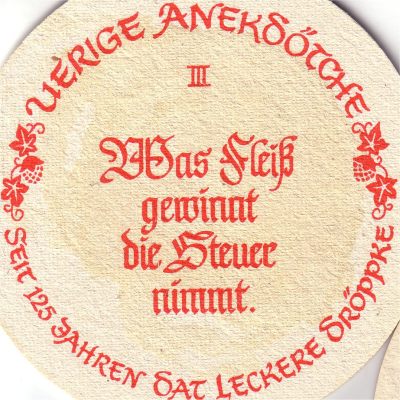 UERIGE ANEKDÖTCHE
III
Was Fleiß
gewinnt
die Steuer
nimmt.
SEIT 125 JAHREN DAT LECKERE DRÖPPKE